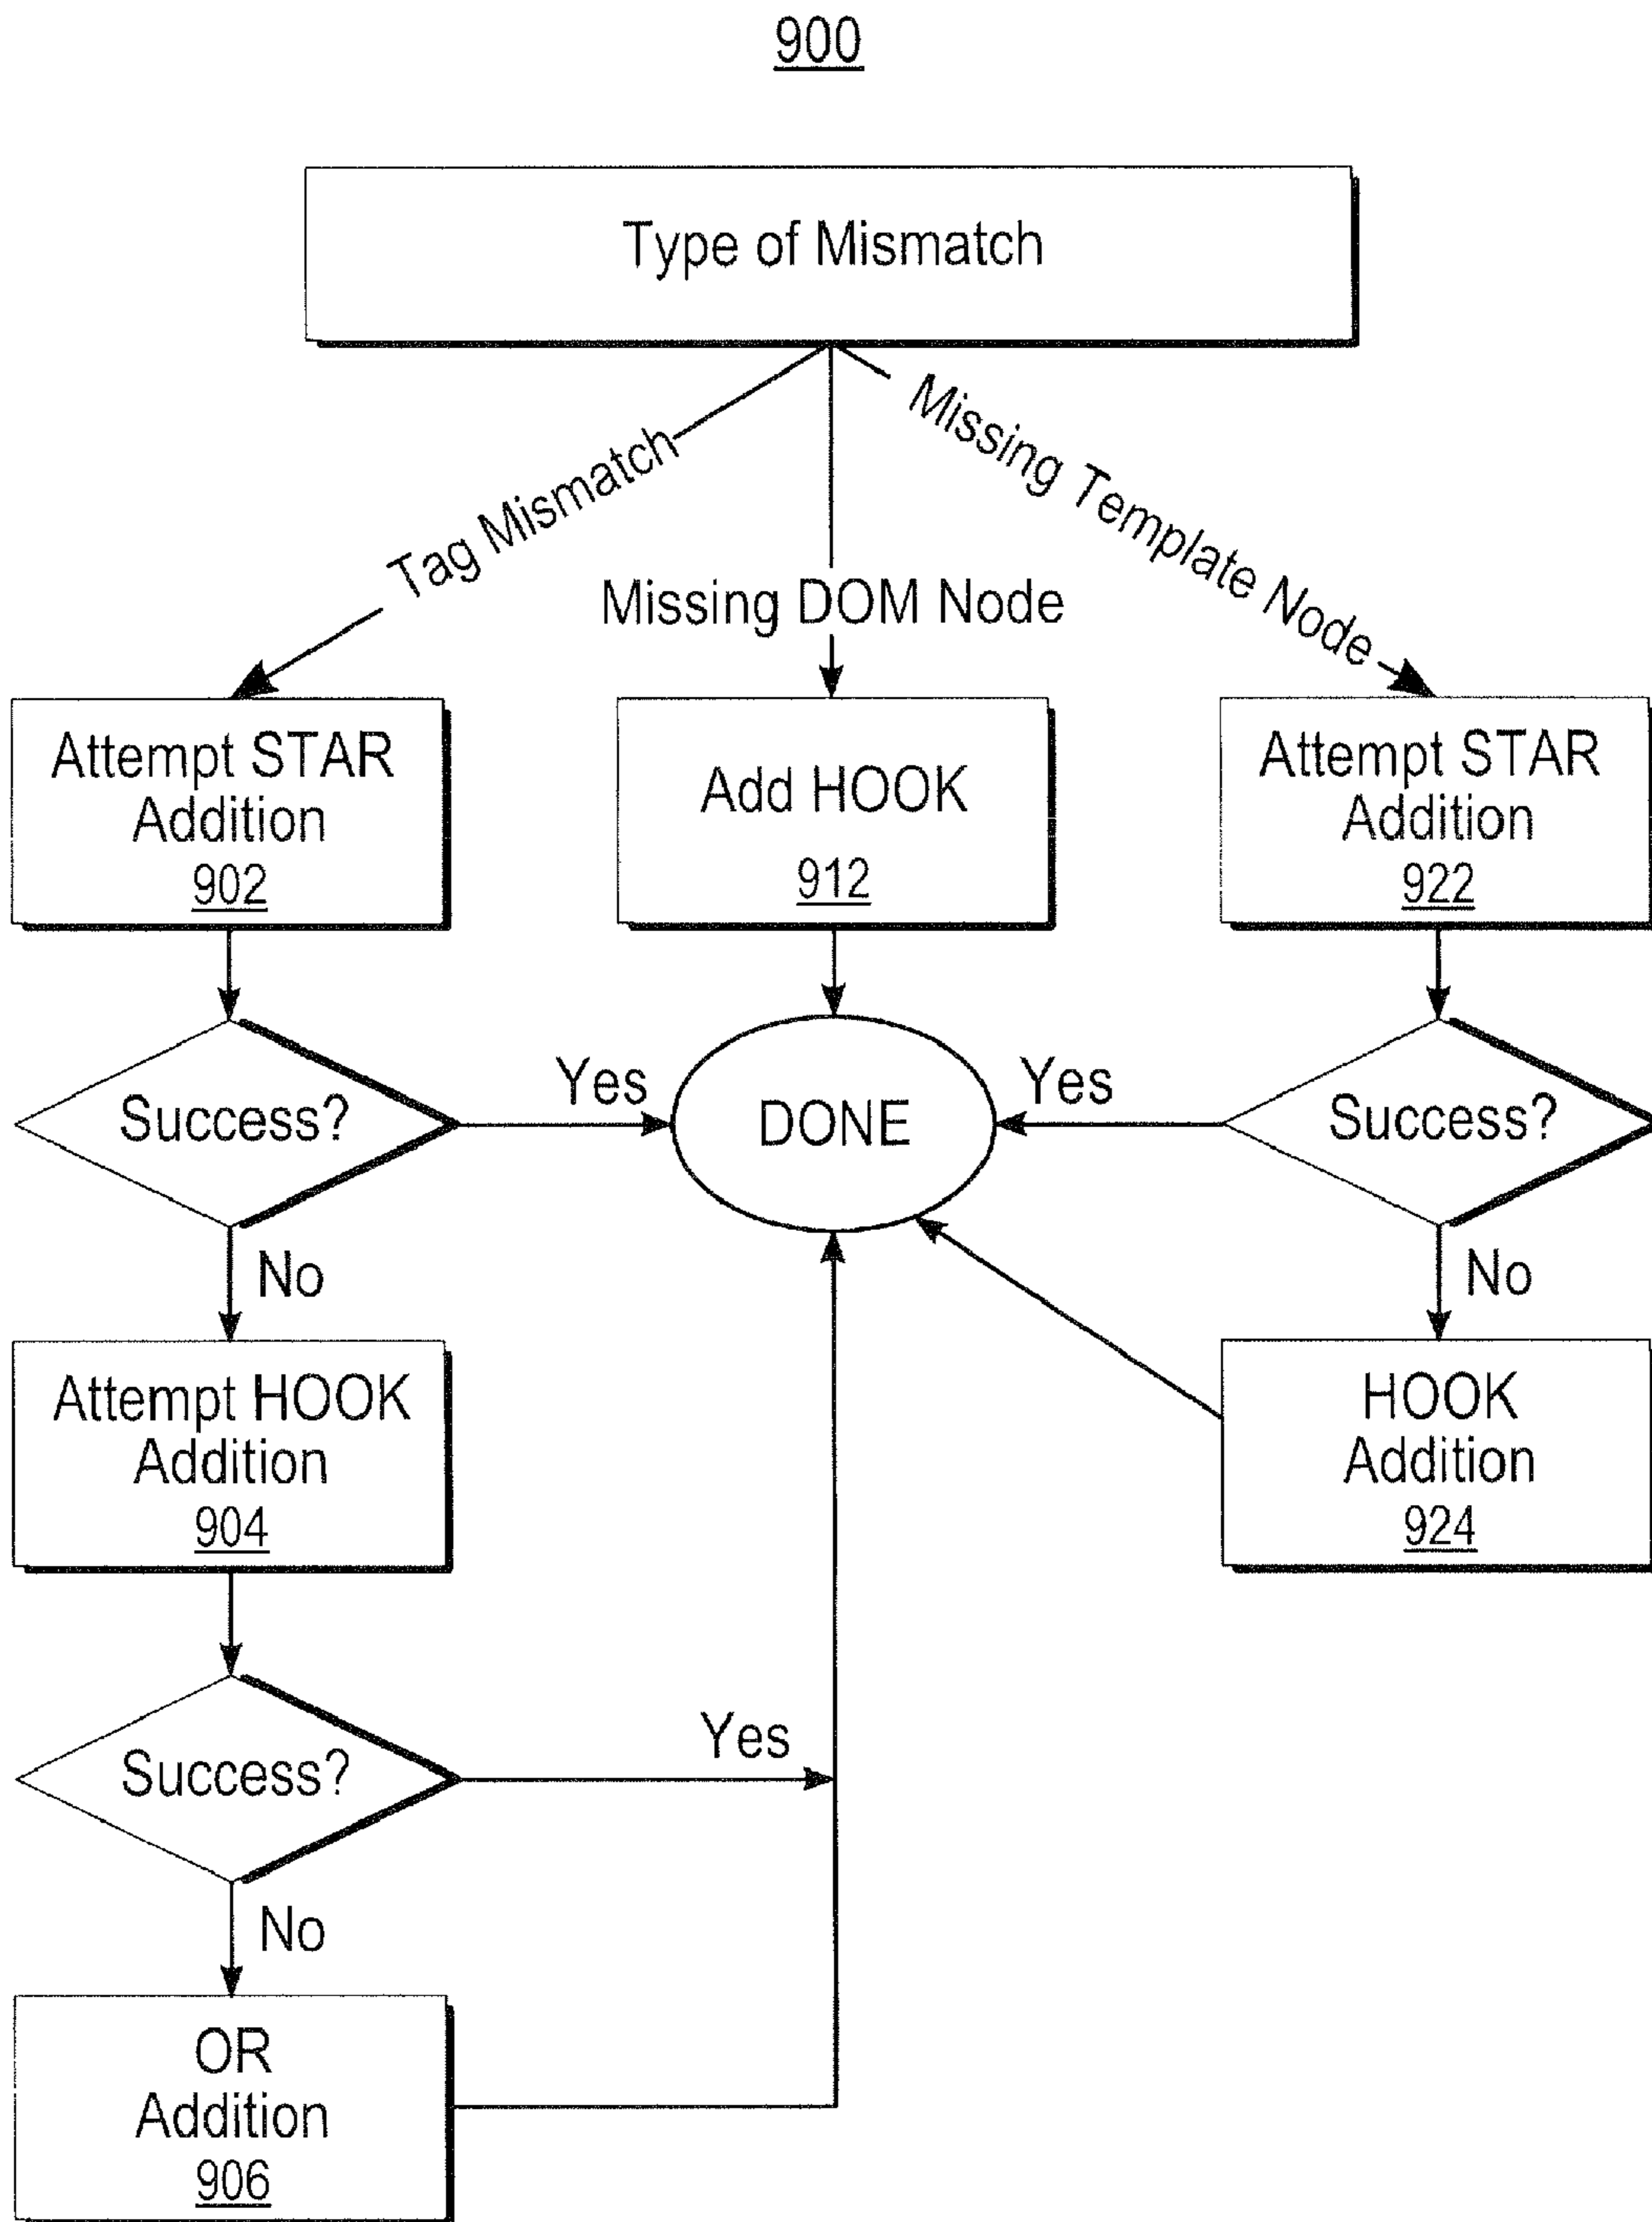 900
Type of Mismatch
Tag Mismatch
Missing DOM Node
Missing Template Node
Attempt STAR
Addition
902
Add HOOK
912
Attempt STAR
Addition
922
Success?
Yes
DONE
Yes
Success?
No
No
Attempt HOOK
Addition
904
HOOK
Addition
924
Success?
Yes
No
OR
Addition
906